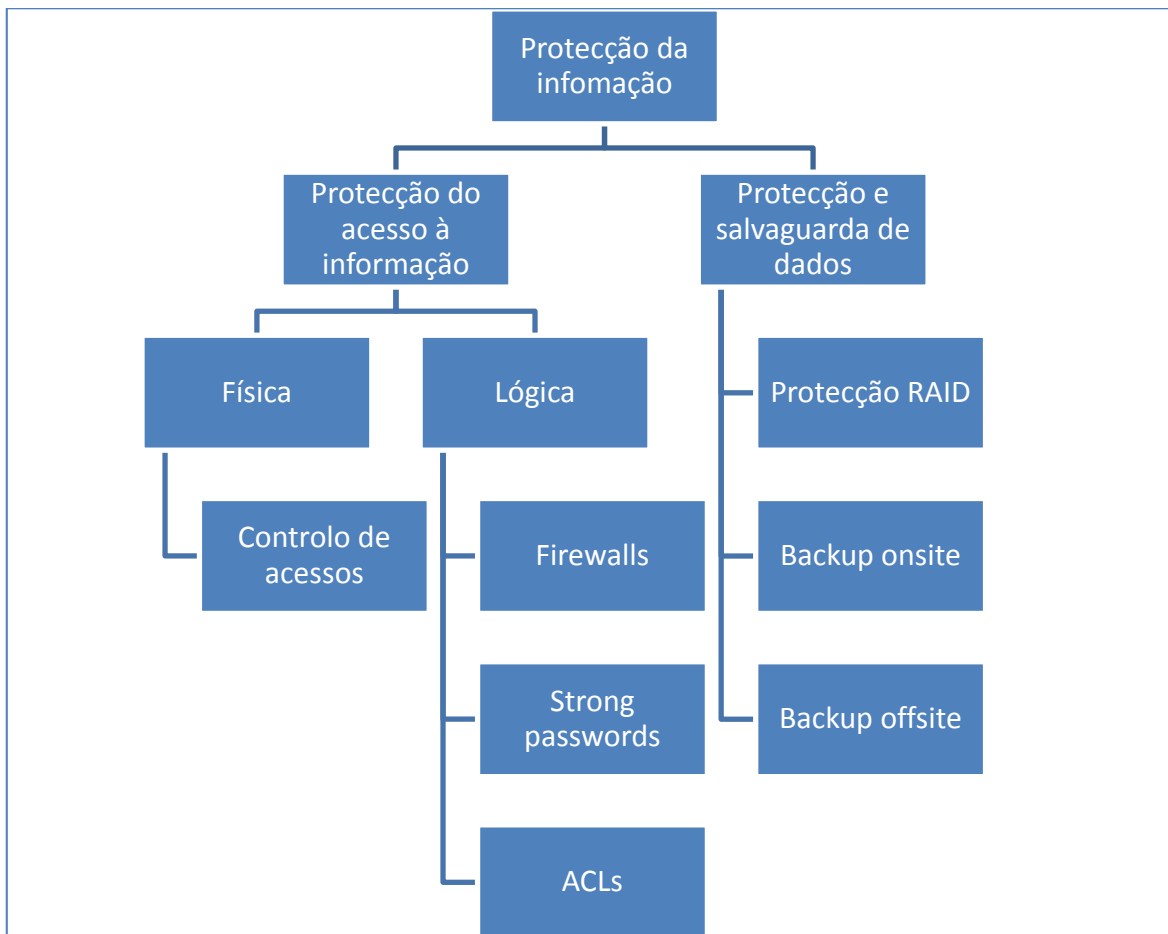 Protecção da
infomação
Protecção do
acesso à
informação
Protecção e
salvaguarda de
dados
Física
Lógica
Protecção RAID
Controlo de
acessos
Firewalls
Backup onsite
Strong
passwords
Backup offsite
ACLs